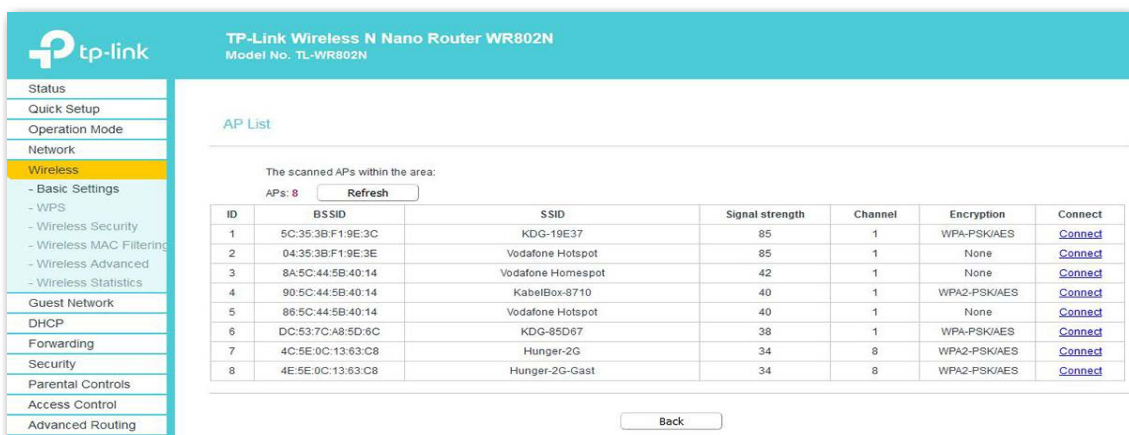 tp-link
TP-Link Wireless N Nano Router WR802N
Model No. TL-WR802N
Status
Quick Setup
Operation Mode
Network
Wireless
- Basic Settings
- WPS
- Wireless Security
- Wireless MAC Filtering
- Wireless Advanced
- Wireless Statistics
Guest Network
DHCP
Forwarding
Security
Parental Controls
Access Control
Advanced Routing
AP List
The scanned APs within the area:
APs: 8 Refresh
ID BSSID SSID Signal strength Channel Encryption Connect
1 5C:35:3B:F1:9E:3C KDG-19E37 85 1 WPA-PSK/AES Connect
2 04:35:3B:F1:9E:3E Vodafone Hotspot 85 1 None Connect
3 8A:5C:44:5B:40:14 Vodafone Homespot 42 1 None Connect
4 90:5C:44:5B:40:14 KabelBox-8710 40 1 WPA2-PSK/AES Connect
5 86:5C:44:5B:40:14 Vodafone Hotspot 40 1 None Connect
6 DC:53:7C:A8:5D:6C KDG-85D67 38 1 WPA-PSK/AES Connect
7 4C:5E:0C:13:63:C8 Hunger-2G 34 8 WPA2-PSK/AES Connect
8 4E:5E:0C:13:63:C8 Hunger-2G-Gast 34 8 WPA2-PSK/AES Connect
Back